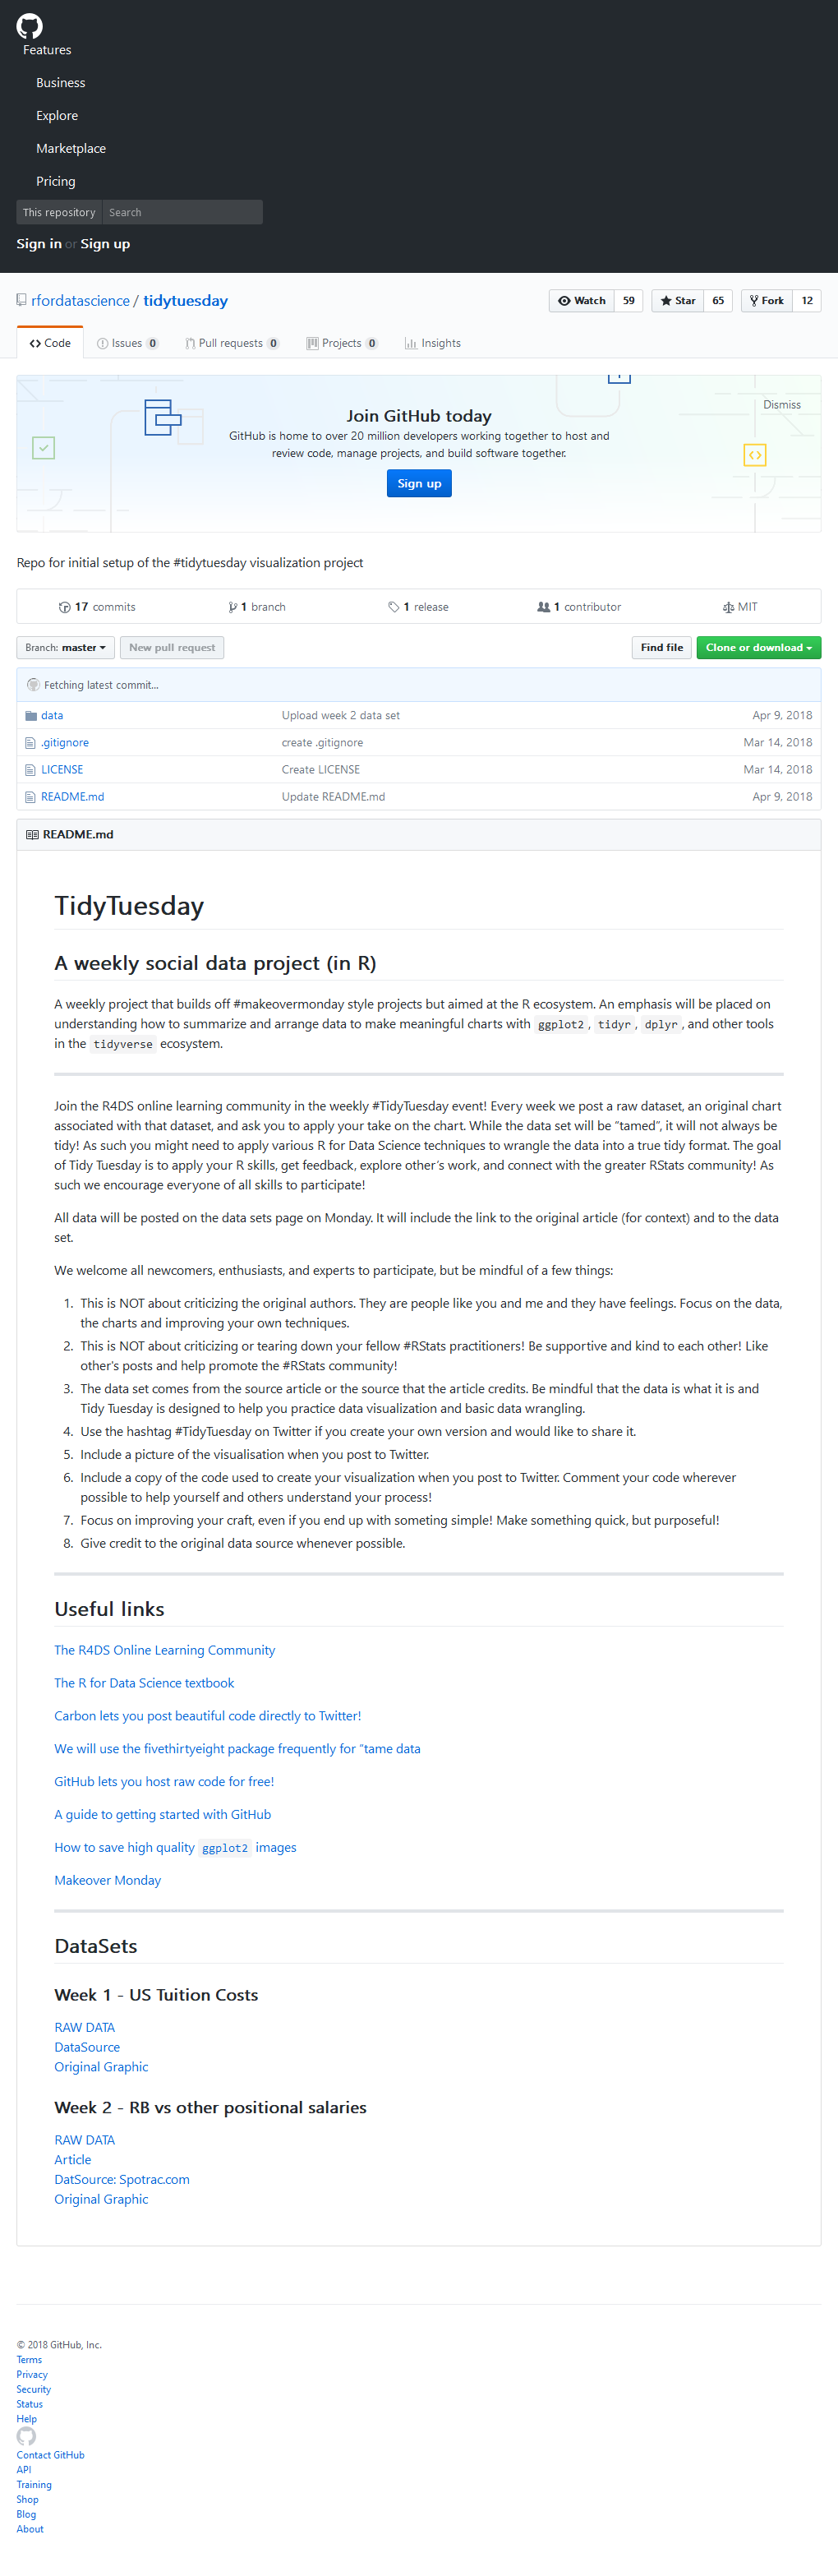 Features
Business
Explore
Marketplace
Pricing
This repository Search
Sign in or Sign up
rfordatascience / tidytuesday
Watch 59 Star 65 Fork 12
Code Issues 0 Pull requests 0 Projects 0 Insights
Dismiss
Join GitHub today
GitHub is home to over 20 million developers working together to host and
review code, manage projects, and build software together.
Sign up
Repo for initial setup of the #tidytuesday visualization project
17 commits 1 branch 1 release 1 contributor MIT
Branch: master New pull request Find file Clone or download
Fetching latest commit...
data Upload week 2 data set Apr 9, 2018
.gitignore create .gitignore Mar 14, 2018
LICENSE Create LICENSE Mar 14, 2018
README.md Update README.md Apr 9, 2018
README.md
TidyTuesday
A weekly social data project (in R)
A weekly project that builds off #makeovermonday style projects but aimed at the R ecosystem. An emphasis will be placed on
understanding how to summarize and arrange data to make meaningful charts with ggplot2, tidyr, dplyr, and other tools
in the tidyverse ecosystem.
Join the R4DS online learning community in the weekly #TidyTuesday event! Every week we post a raw dataset, an original chart
associated with that dataset, and ask you to apply your take on the chart. While the data set will be “tamed”, it will not always be
tidy! As such you might need to apply various R for Data Science techniques to wrangle the data into a true tidy format. The goal
of Tidy Tuesday is to apply your R skills, get feedback, explore other’s work, and connect with the greater RStats community! As
such we encourage everyone of all skills to participate!
All data will be posted on the data sets page on Monday. It will include the link to the original article (for context) and to the data
set.
We welcome all newcomers, enthusiasts, and experts to participate, but be mindful of a few things:
1. This is NOT about criticizing the original authors. They are people like you and me and they have feelings. Focus on the data,
the charts and improving your own techniques.
2. This is NOT about criticizing or tearing down your fellow #RStats practitioners! Be supportive and kind to each other! Like
other's posts and help promote the #RStats community!
3. The data set comes from the source article or the source that the article credits. Be mindful that the data is what it is and
Tidy Tuesday is designed to help you practice data visualization and basic data wrangling.
4. Use the hashtag #TidyTuesday on Twitter if you create your own version and would like to share it.
5. Include a picture of the visualisation when you post to Twitter.
6. Include a copy of the code used to create your visualization when you post to Twitter. Comment your code wherever
possible to help yourself and others understand your process!
7. Focus on improving your craft, even if you end up with someting simple! Make something quick, but purposeful!
8. Give credit to the original data source whenever possible.
Useful links
The R4DS Online Learning Community
The R for Data Science textbook
Carbon lets you post beautiful code directly to Twitter!
We will use the fivethirtyeight package frequently for "tame data
GitHub lets you host raw code for free!
A guide to getting started with GitHub
How to save high quality ggplot2 images
Makeover Monday
DataSets
Week 1 - US Tuition Costs
RAW DATA
DataSource
Original Graphic
Week 2 - RB vs other positional salaries
RAW DATA
Article
DatSource: Spotrac.com
Original Graphic
© 2018 GitHub, Inc.
Terms
Privacy
Security
Status
Help
Contact GitHub
API
Training
Shop
Blog
About